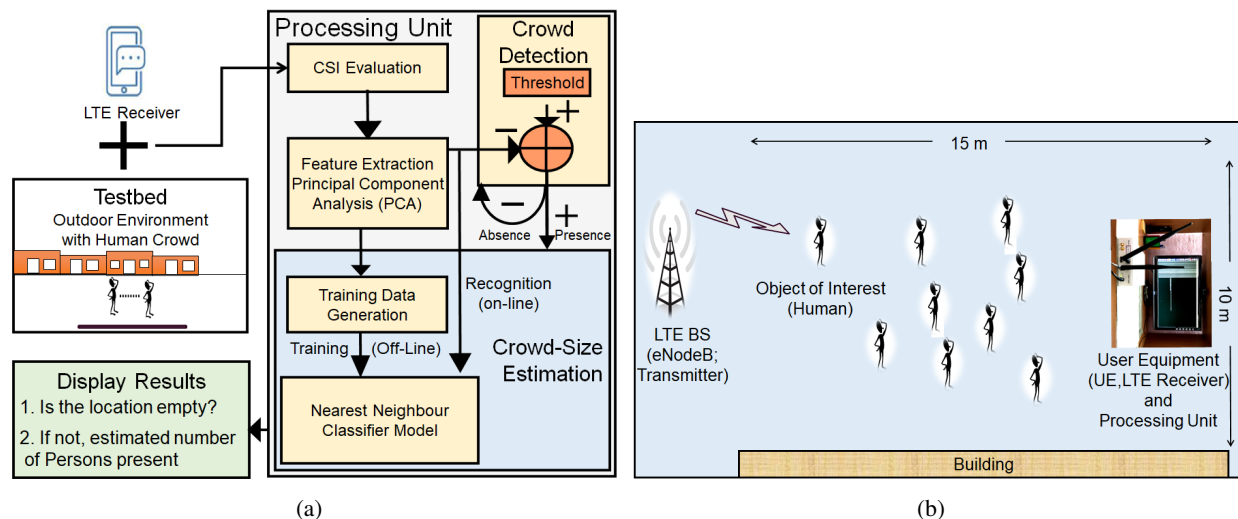 LTE Receiver
+
Testbed
Outdoor Environment
with Human Crowd
Display Results
1. Is the location empty?
2. If not, estimated number
of Persons present
Processing Unit
CSI Evaluation
Feature Extraction
Principal Component
Analysis (PCA)
Crowd
Detection
Threshold
+
−
−
+
Absence
Presence
Training Data
Generation
Recognition
(on-line)
Training
(Off-Line)
Crowd-Size
Estimation
Nearest Neighbour
Classifier Model
(a)
15 m
10 m
LTE BS
(eNodeB;
Transmitter)
Object of Interest
(Human)
User Equipment
(UE,LTE Receiver)
and
Processing Unit
Building
(b)